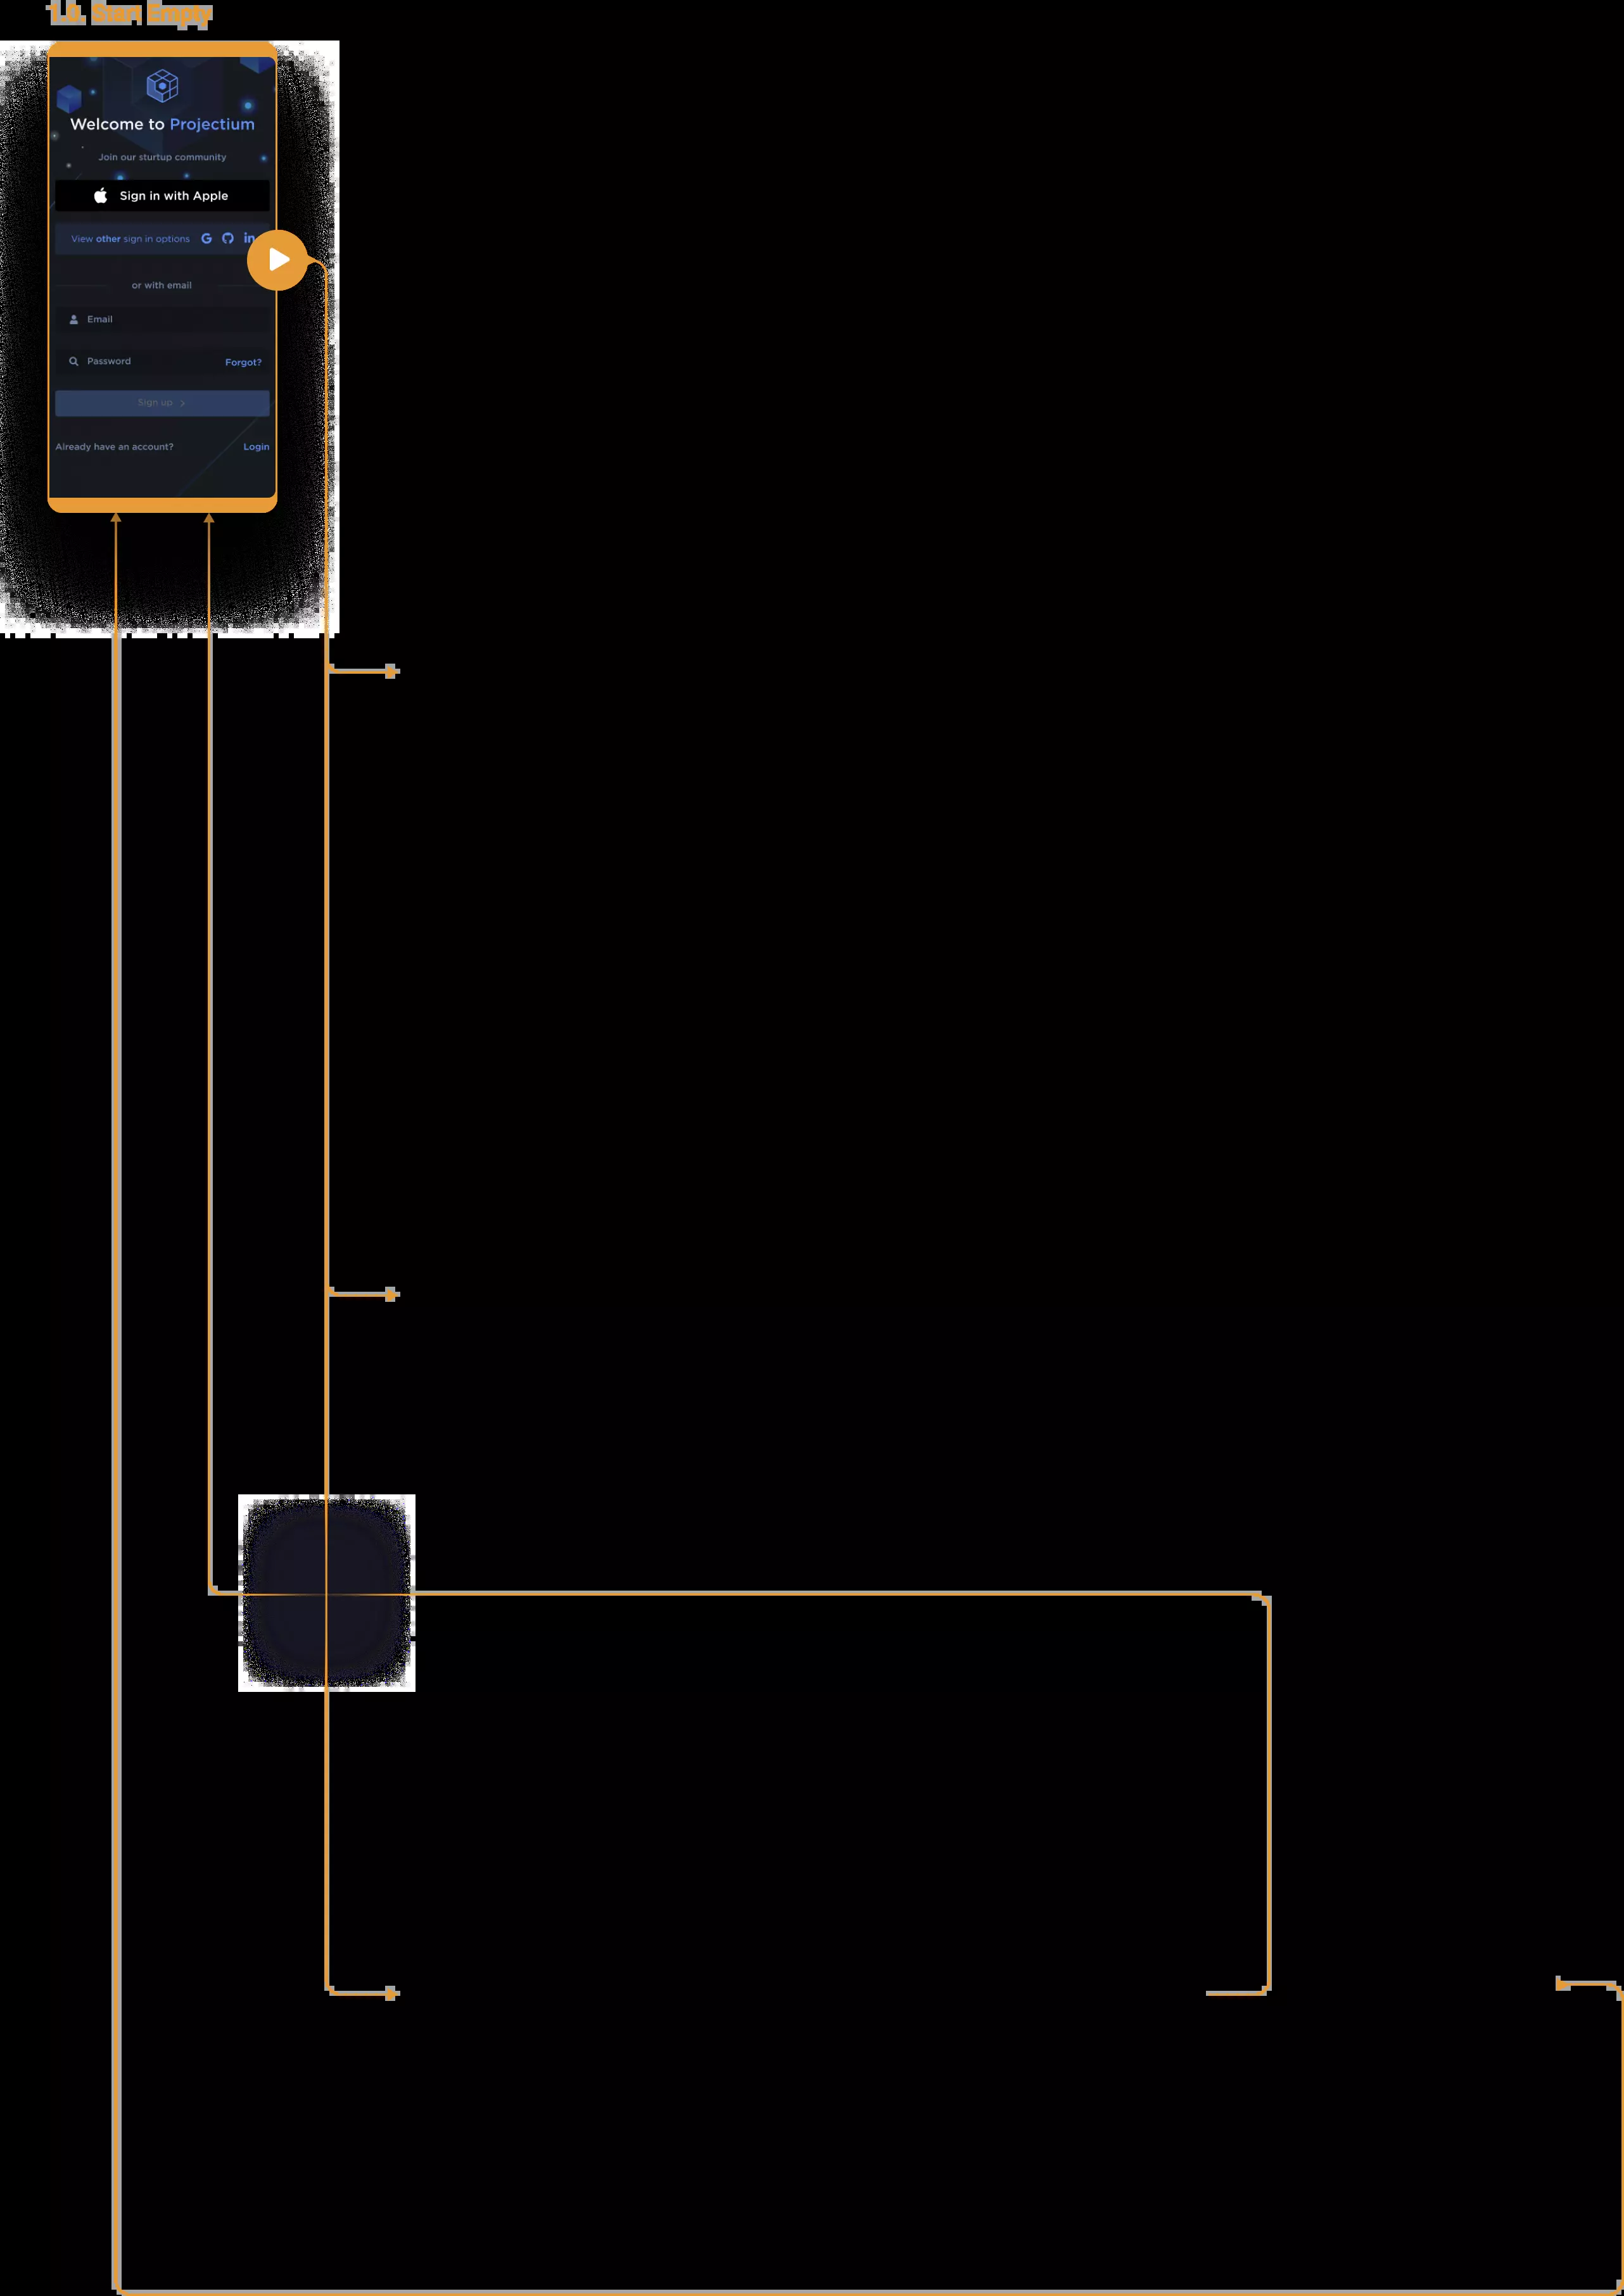 1.0. Start Empty
Welcome to Projectium
Join our sturtup community
Sign in with Apple
View other sign in options G in
or with email
Email
Password Forgot?
Sign up
Already have an account? Login